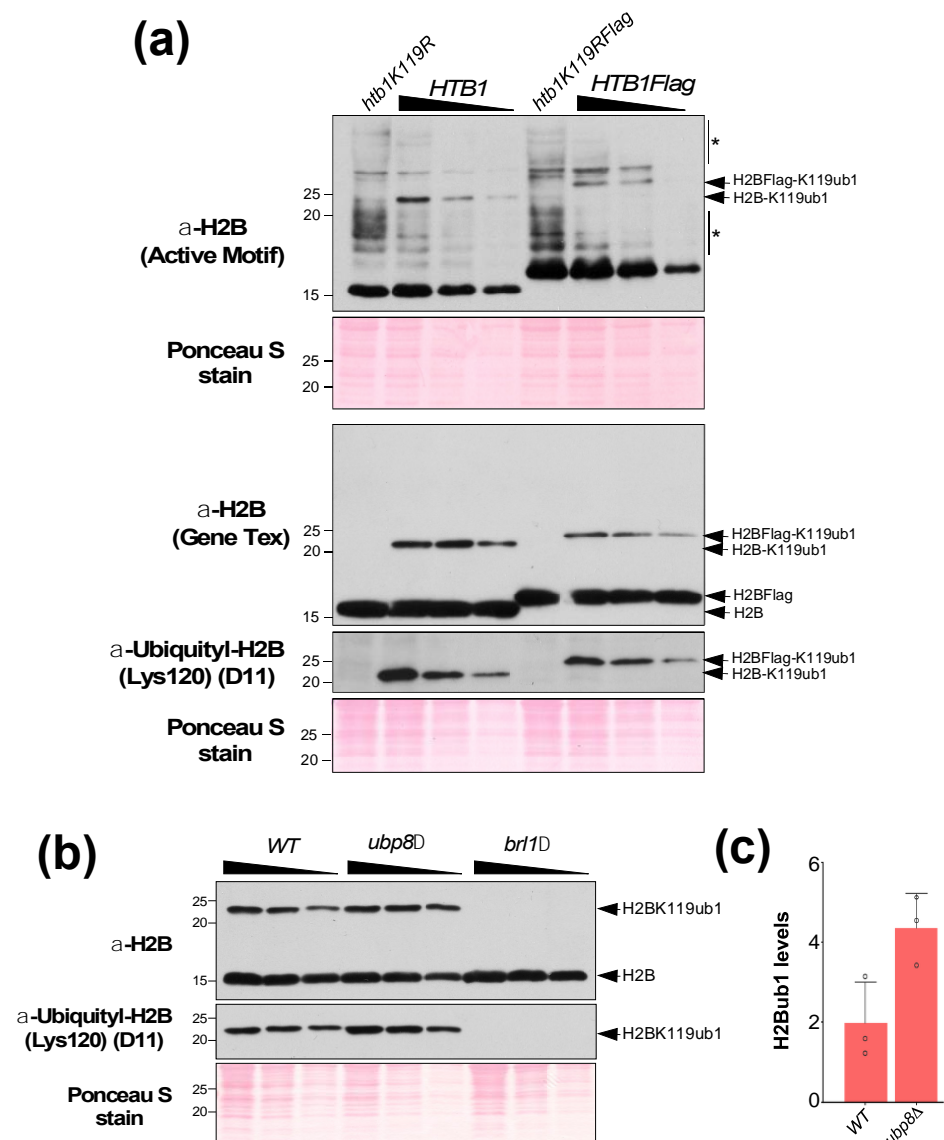 (a)
htb1K119R
HTB1
htb1K119RFlag
HTB1Flag
*
H2BFlag-K119ub1
25
H2B-K119ub1
20
a-H2B
(Active Motif)
*
15
Ponceau S
stain
25
20
a-H2B
(Gene Tex)
25
20
H2BFlag-K119ub1
H2B-K119ub1
H2BFlag
15
H2B
a-Ubiquityl-H2B
(Lys120) (D11)
25
20
H2BFlag-K119ub1
H2B-K119ub1
Ponceau S
stain
25
20
(b)
WT
ubp8D
brl1D
25
20
H2BK119ub1
a-H2B
15
H2B
a-Ubiquityl-H2B
(Lys120) (D11)
25
20
H2BK119ub1
Ponceau S
stain
25
20
(c)
H2Bub1 levels
6
4
2
0
WT
ubp8Δ